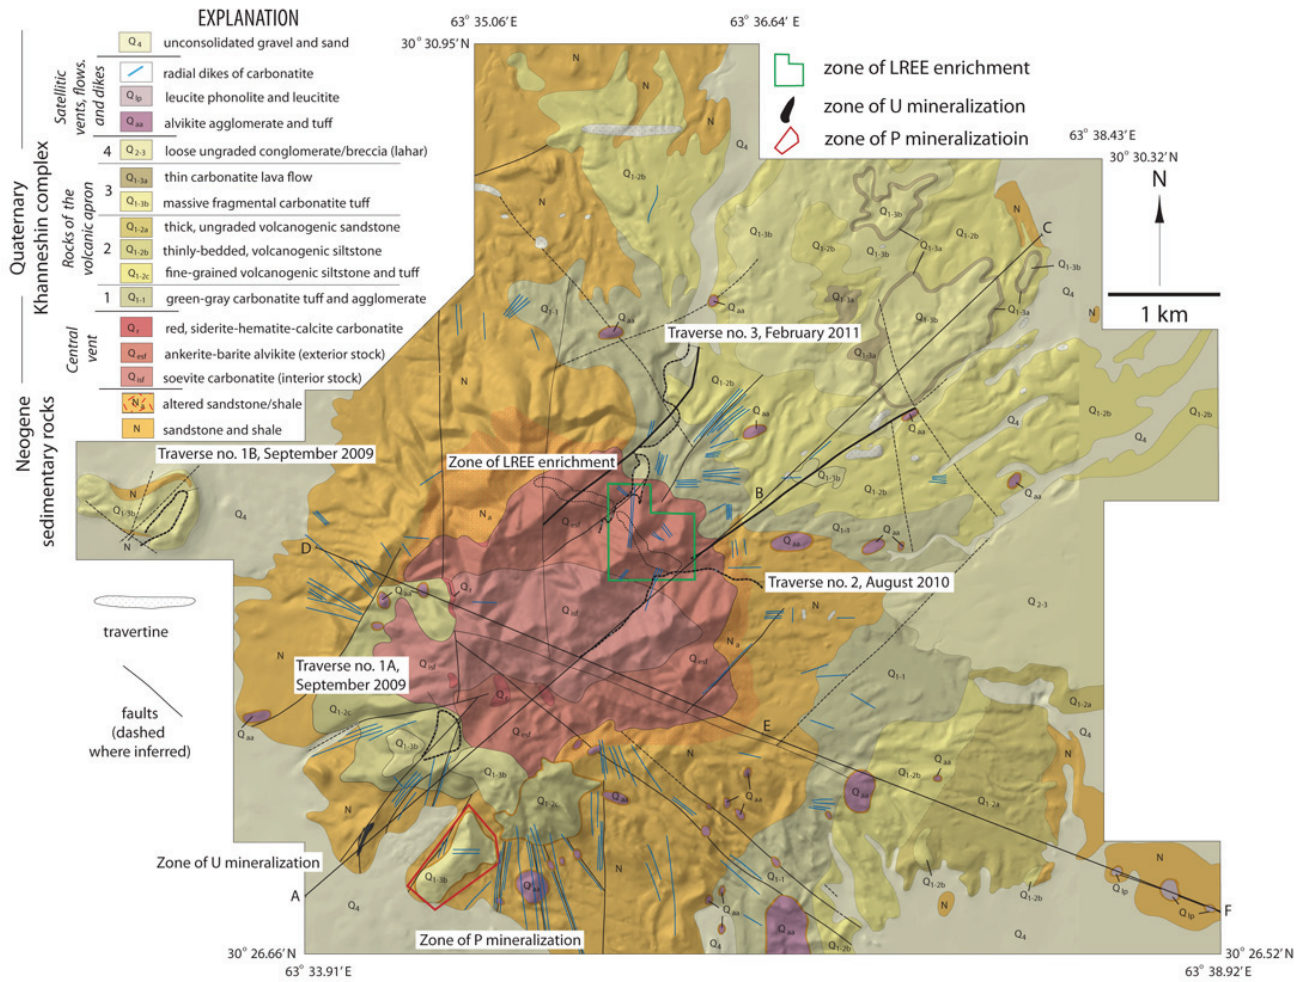 EXPLANATION
Quaternary
Khanneshin complex
Neogene
sedimentary rocks
Satellitic
vents, flows,
and dikes
Rocks of the
volcanic apron
Central
vent
Q4 unconsolidated gravel and sand
radial dikes of carbonatite
Qlp leucite phonolite and leucitite
Qaa alvikite agglomerate and tuff
4 Q2-3 loose ungraded conglomerate/breccia (lahar)
Q1-3a thin carbonatite lava flow
3
Q1-3b massive fragmental carbonatite tuff
Q1-2a thick, ungraded volcanogenic sandstone
2 Q1-2b thinly-bedded, volcanogenic siltstone
Q1-2c fine-grained volcanogenic siltstone and tuff
1 Q1-1 green-gray carbonatite tuff and agglomerate
Qr red, siderite-hematite-calcite carbonatite
Qesf ankerite-barite alvikite (exterior stock)
Qisf soevite carbonatite (interior stock)
Na altered sandstone/shale
N sandstone and shale
travertine
faults
(dashed
where inferred)
63° 35.06′ E
63° 36.64′ E
30° 30.95′ N
zone of LREE enrichment
zone of U mineralization
zone of P mineralizatioin
63° 38.43′ E
30° 30.32′ N
N
1 km
Traverse no. 3, February 2011
Traverse no. 1B, September 2009
Zone of LREE enrichment
Traverse no. 2, August 2010
Traverse no. 1A,
September 2009
Zone of U mineralization
Zone of P mineralization
A
B
C
D
E
F
30° 26.66′ N
63° 33.91′ E
30° 26.52′ N
63° 38.92′ E